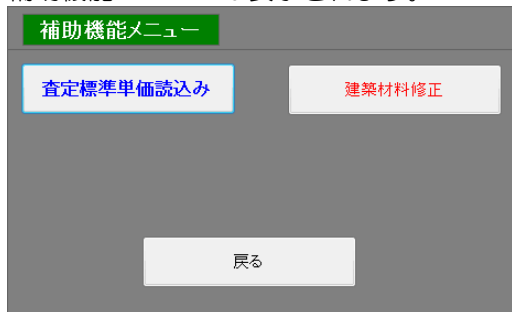 補助機能メニュー
査定標準単価読込み
建築材料修正
戻る